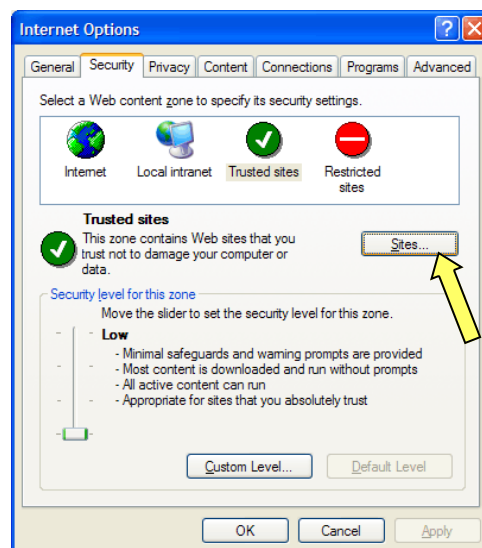 Internet Options
General Security Privacy Content Connections Programs Advanced
Select a Web content zone to specify its security settings.
Internet Local intranet Trusted sites Restricted
sites
Trusted sites
This zone contains Web sites that you
trust not to damage your computer or
data.
Sites...
Security level for this zone
Move the slider to set the security level for this zone.
Low
- Minimal safeguards and warning prompts are provided
- Most content is downloaded and run without prompts
- All active content can run
- Appropriate for sites that you absolutely trust
Custom Level... Default Level
OK Cancel Apply